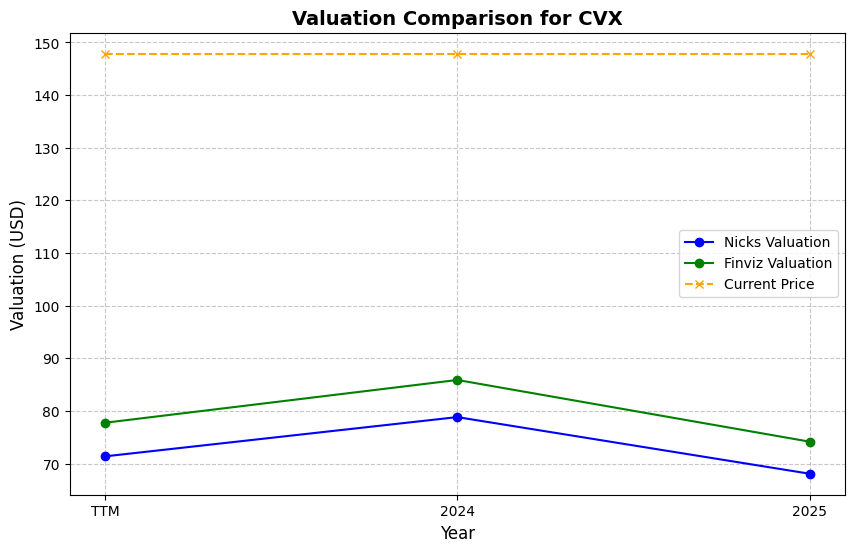 Valuation Comparison for CVX
Valuation (USD)
150
140
130
120
110
100
90
80
70
Nicks Valuation
Finviz Valuation
Current Price
TTM
2024
2025
Year